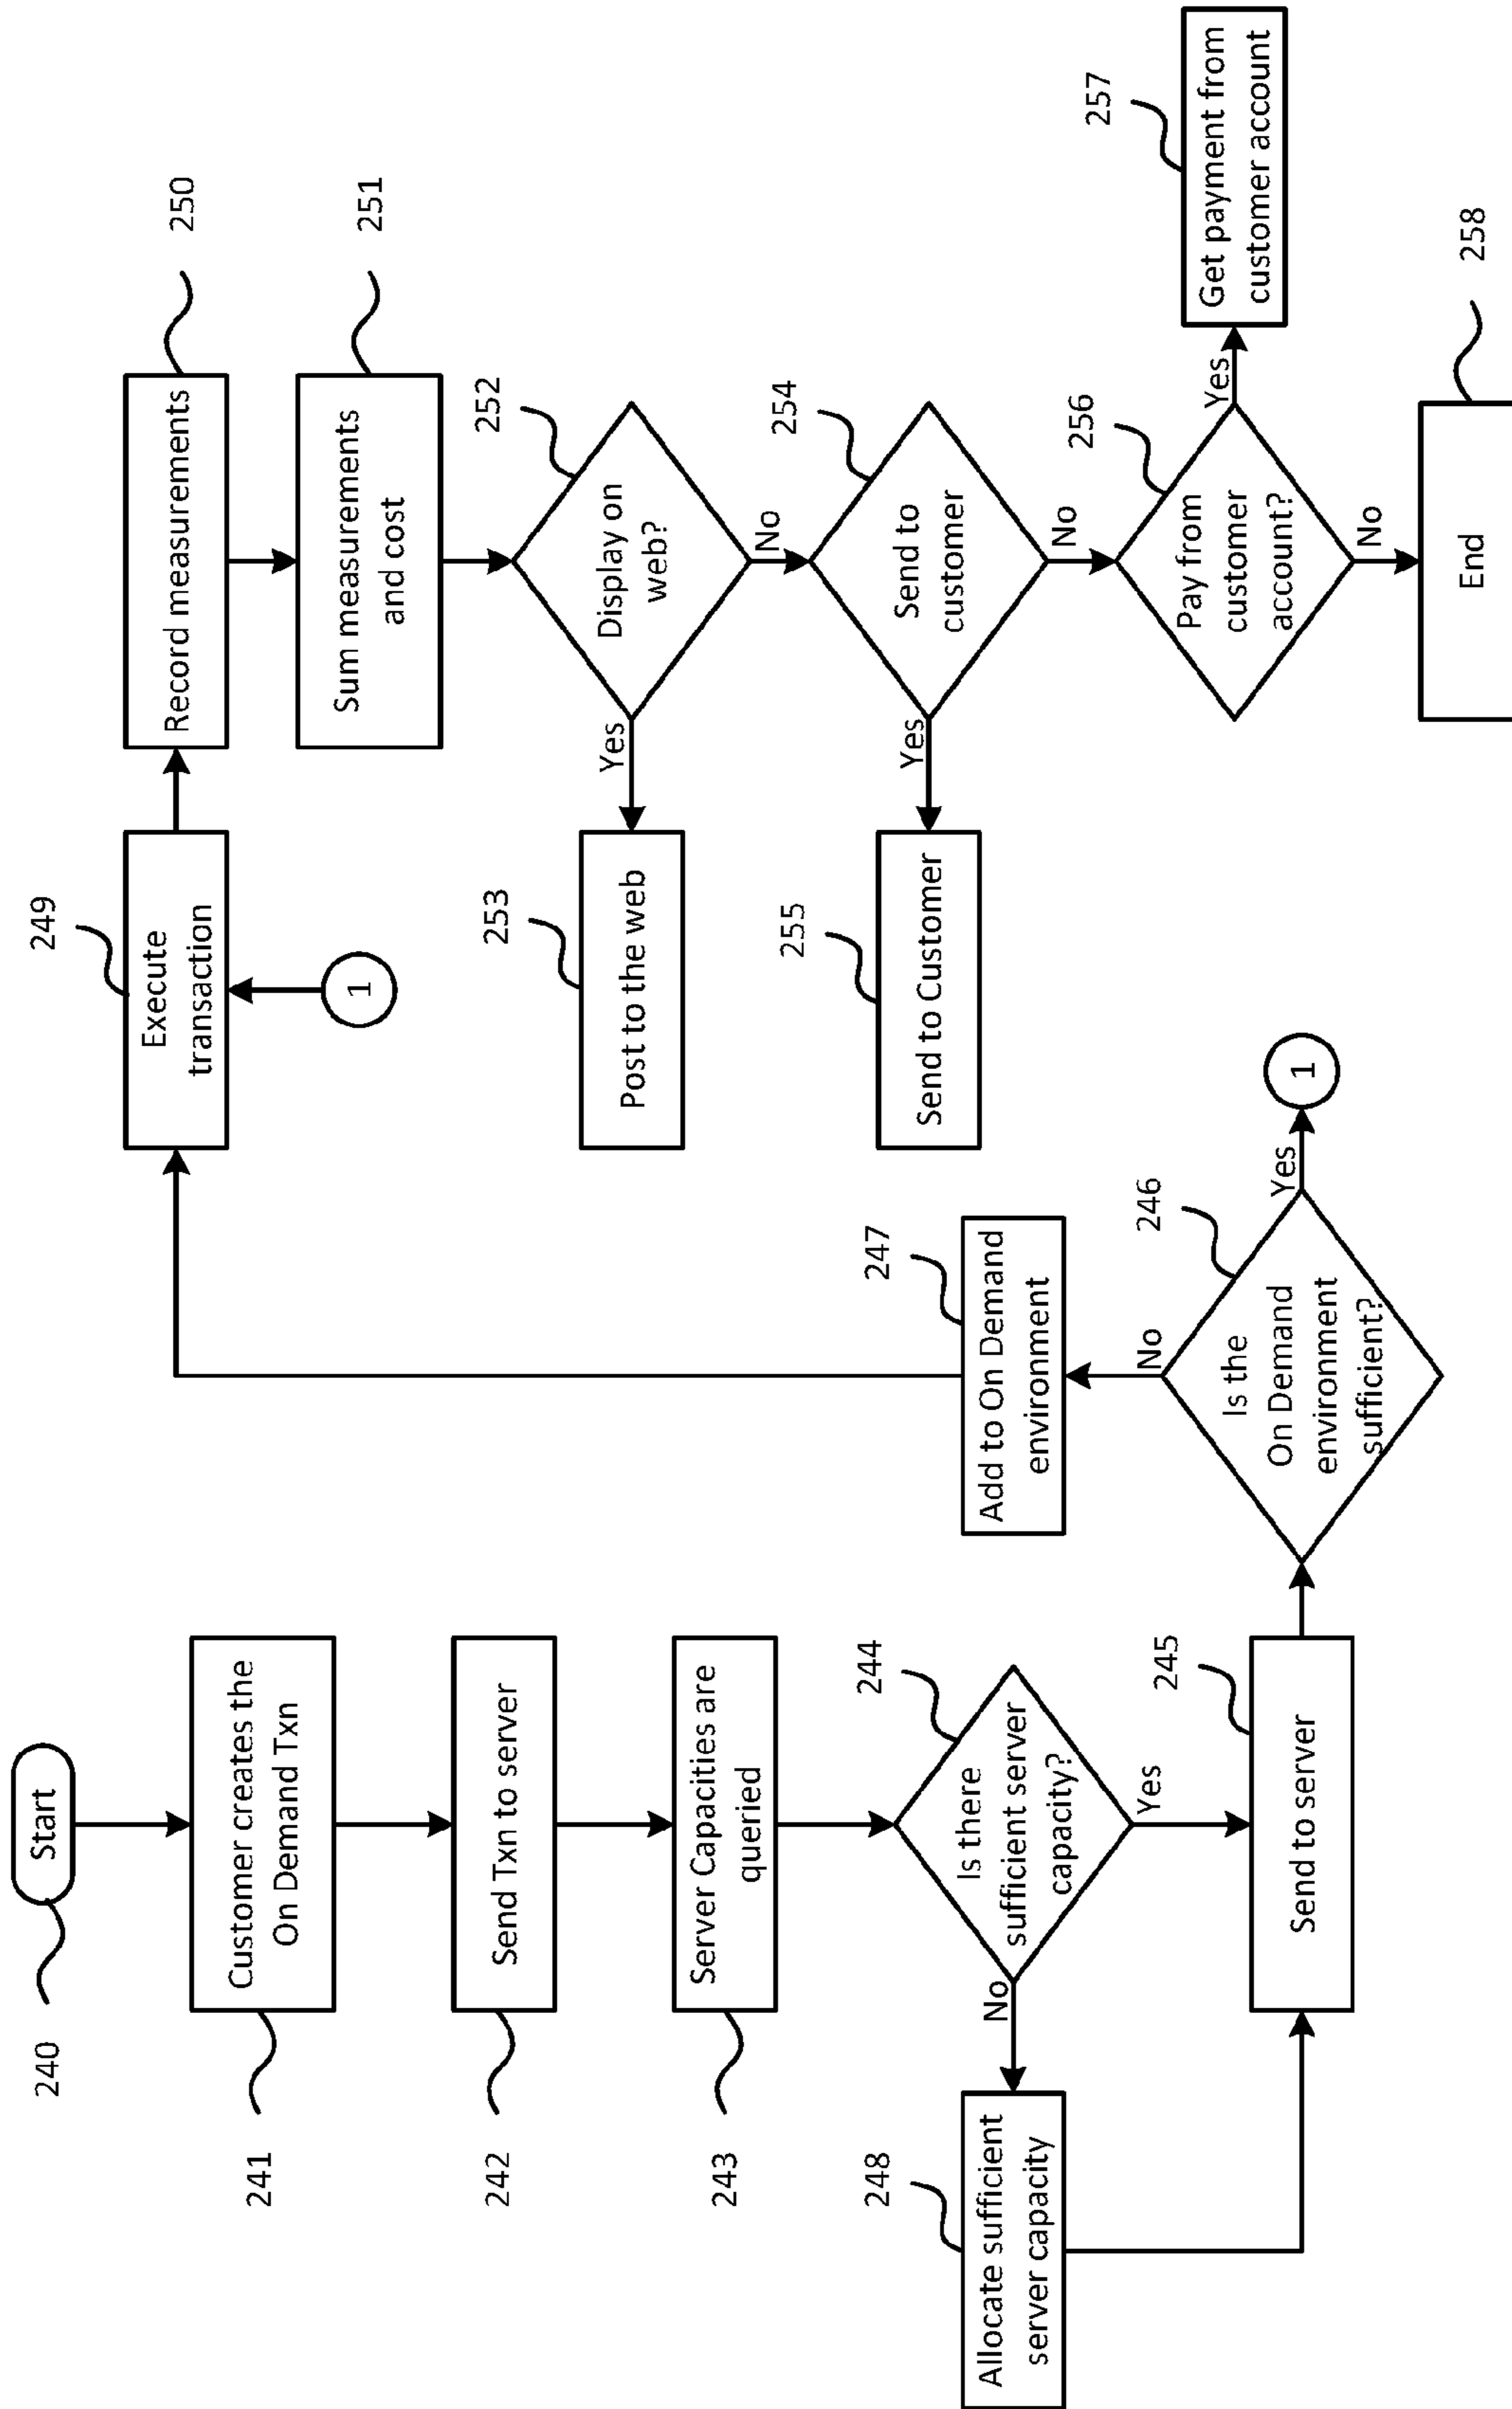 240
Start
241
Customer creates the
On Demand Txn
242
Send Txn to server
243
Server Capacities are
queried
244
Is there
sufficient server
capacity?
No
Yes
248
Allocate sufficient
server capacity
245
Send to server
246
Is the
On Demand
environment
sufficient?
No
Yes
1
247
Add to On Demand
environment
249
Execute
transaction
1
250
Record measurements
251
Sum measurements
and cost
252
Display on
web?
Yes
No
253
Post to the web
254
Send to
customer
Yes
No
255
Send to Customer
256
Pay from
customer
account?
Yes
No
257
Get payment from
customer account
258
End